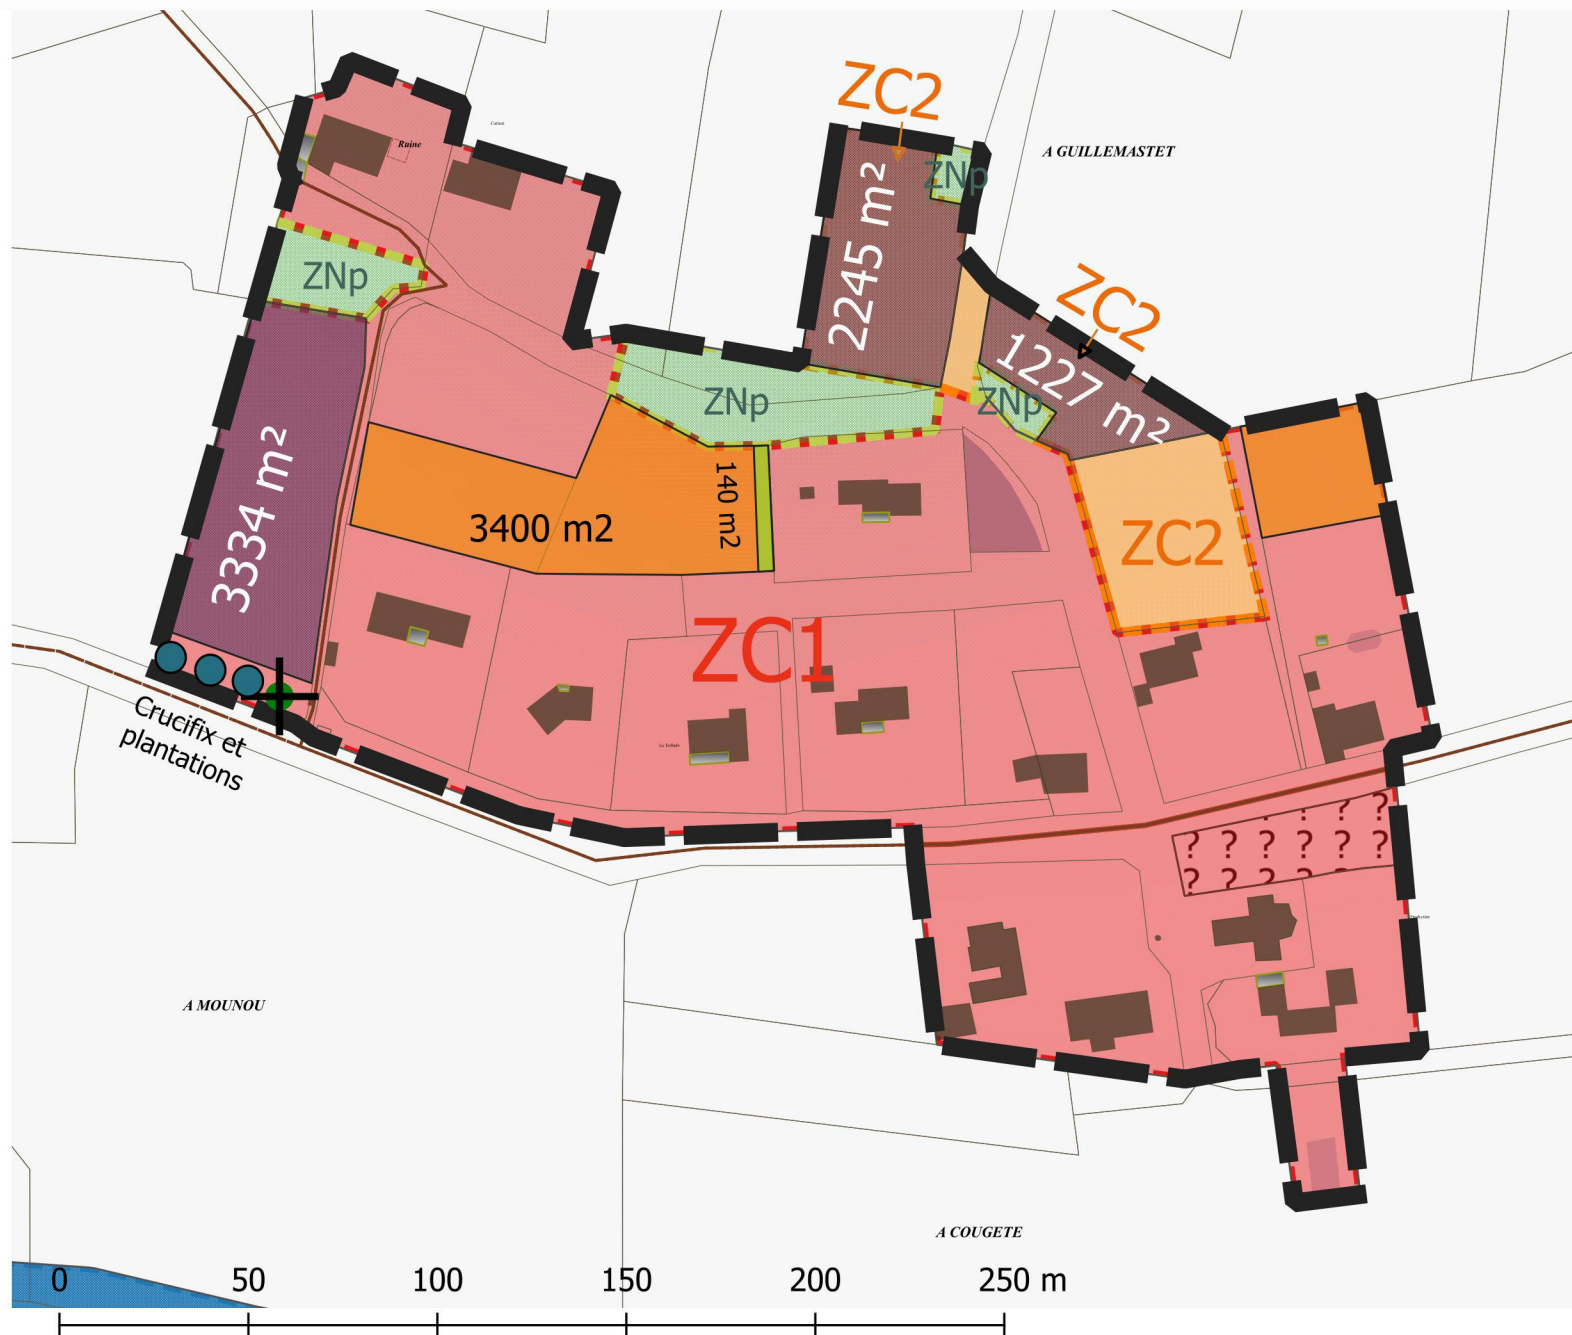 ZC2
A GUILLEMASTET
Ruine
ZNp
2245 m²
ZNp
ZC2
1227 m²
ZNp
ZNp
3334 m²
3400 m2
140 m2
ZC2
ZC1
Crucifix et
plantations
? ? ? ? ? ?
? ? ? ? ? ?
? ? ? ? ? ?
A MOUNOU
A COUGETE
0 50 100 150 200 250 m